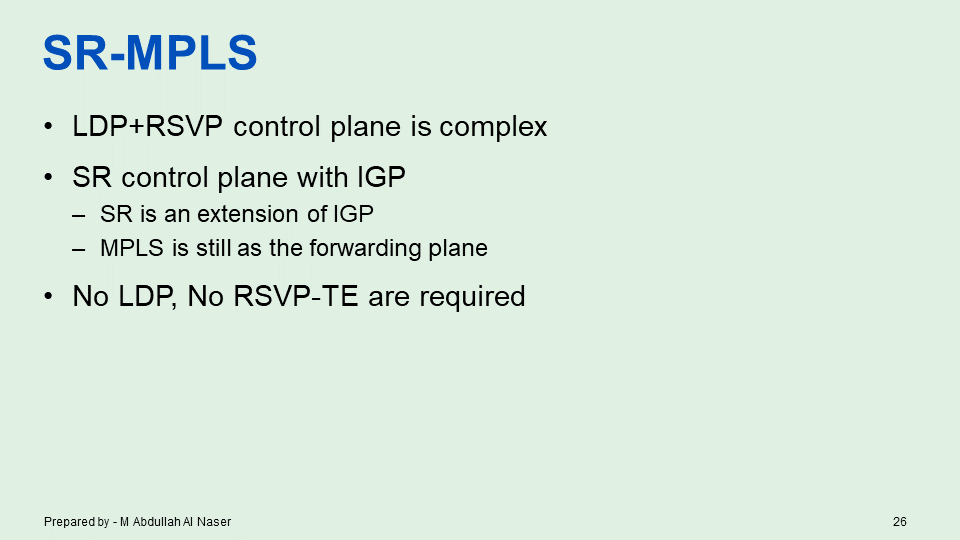 SR-MPLS
• LDP+RSVP control plane is complex
• SR control plane with IGP
– SR is an extension of IGP
– MPLS is still as the forwarding plane
• No LDP, No RSVP-TE are required
Prepared by - M Abdullah Al Naser
26